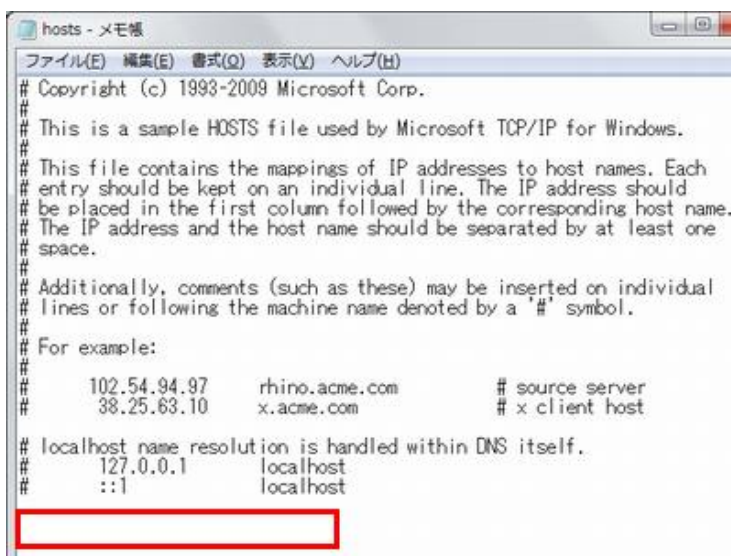 hosts - メモ帳
ファイル(F) 編集(E) 書式(O) 表示(V) ヘルプ(H)
# Copyright (c) 1993-2009 Microsoft Corp.
#
# This is a sample HOSTS file used by Microsoft TCP/IP for Windows.
#
# This file contains the mappings of IP addresses to host names. Each
# entry should be kept on an individual line. The IP address should
# be placed in the first column followed by the corresponding host name.
# The IP address and the host name should be separated by at least one
# space.
#
# Additionally, comments (such as these) may be inserted on individual
# lines or following the machine name denoted by a '#' symbol.
#
# For example:
#
# 102.54.94.97 rhino.acme.com # source server
# 38.25.63.10 x.acme.com # x client host
# localhost name resolution is handled within DNS itself.
# 127.0.0.1 localhost
# ::1 localhost